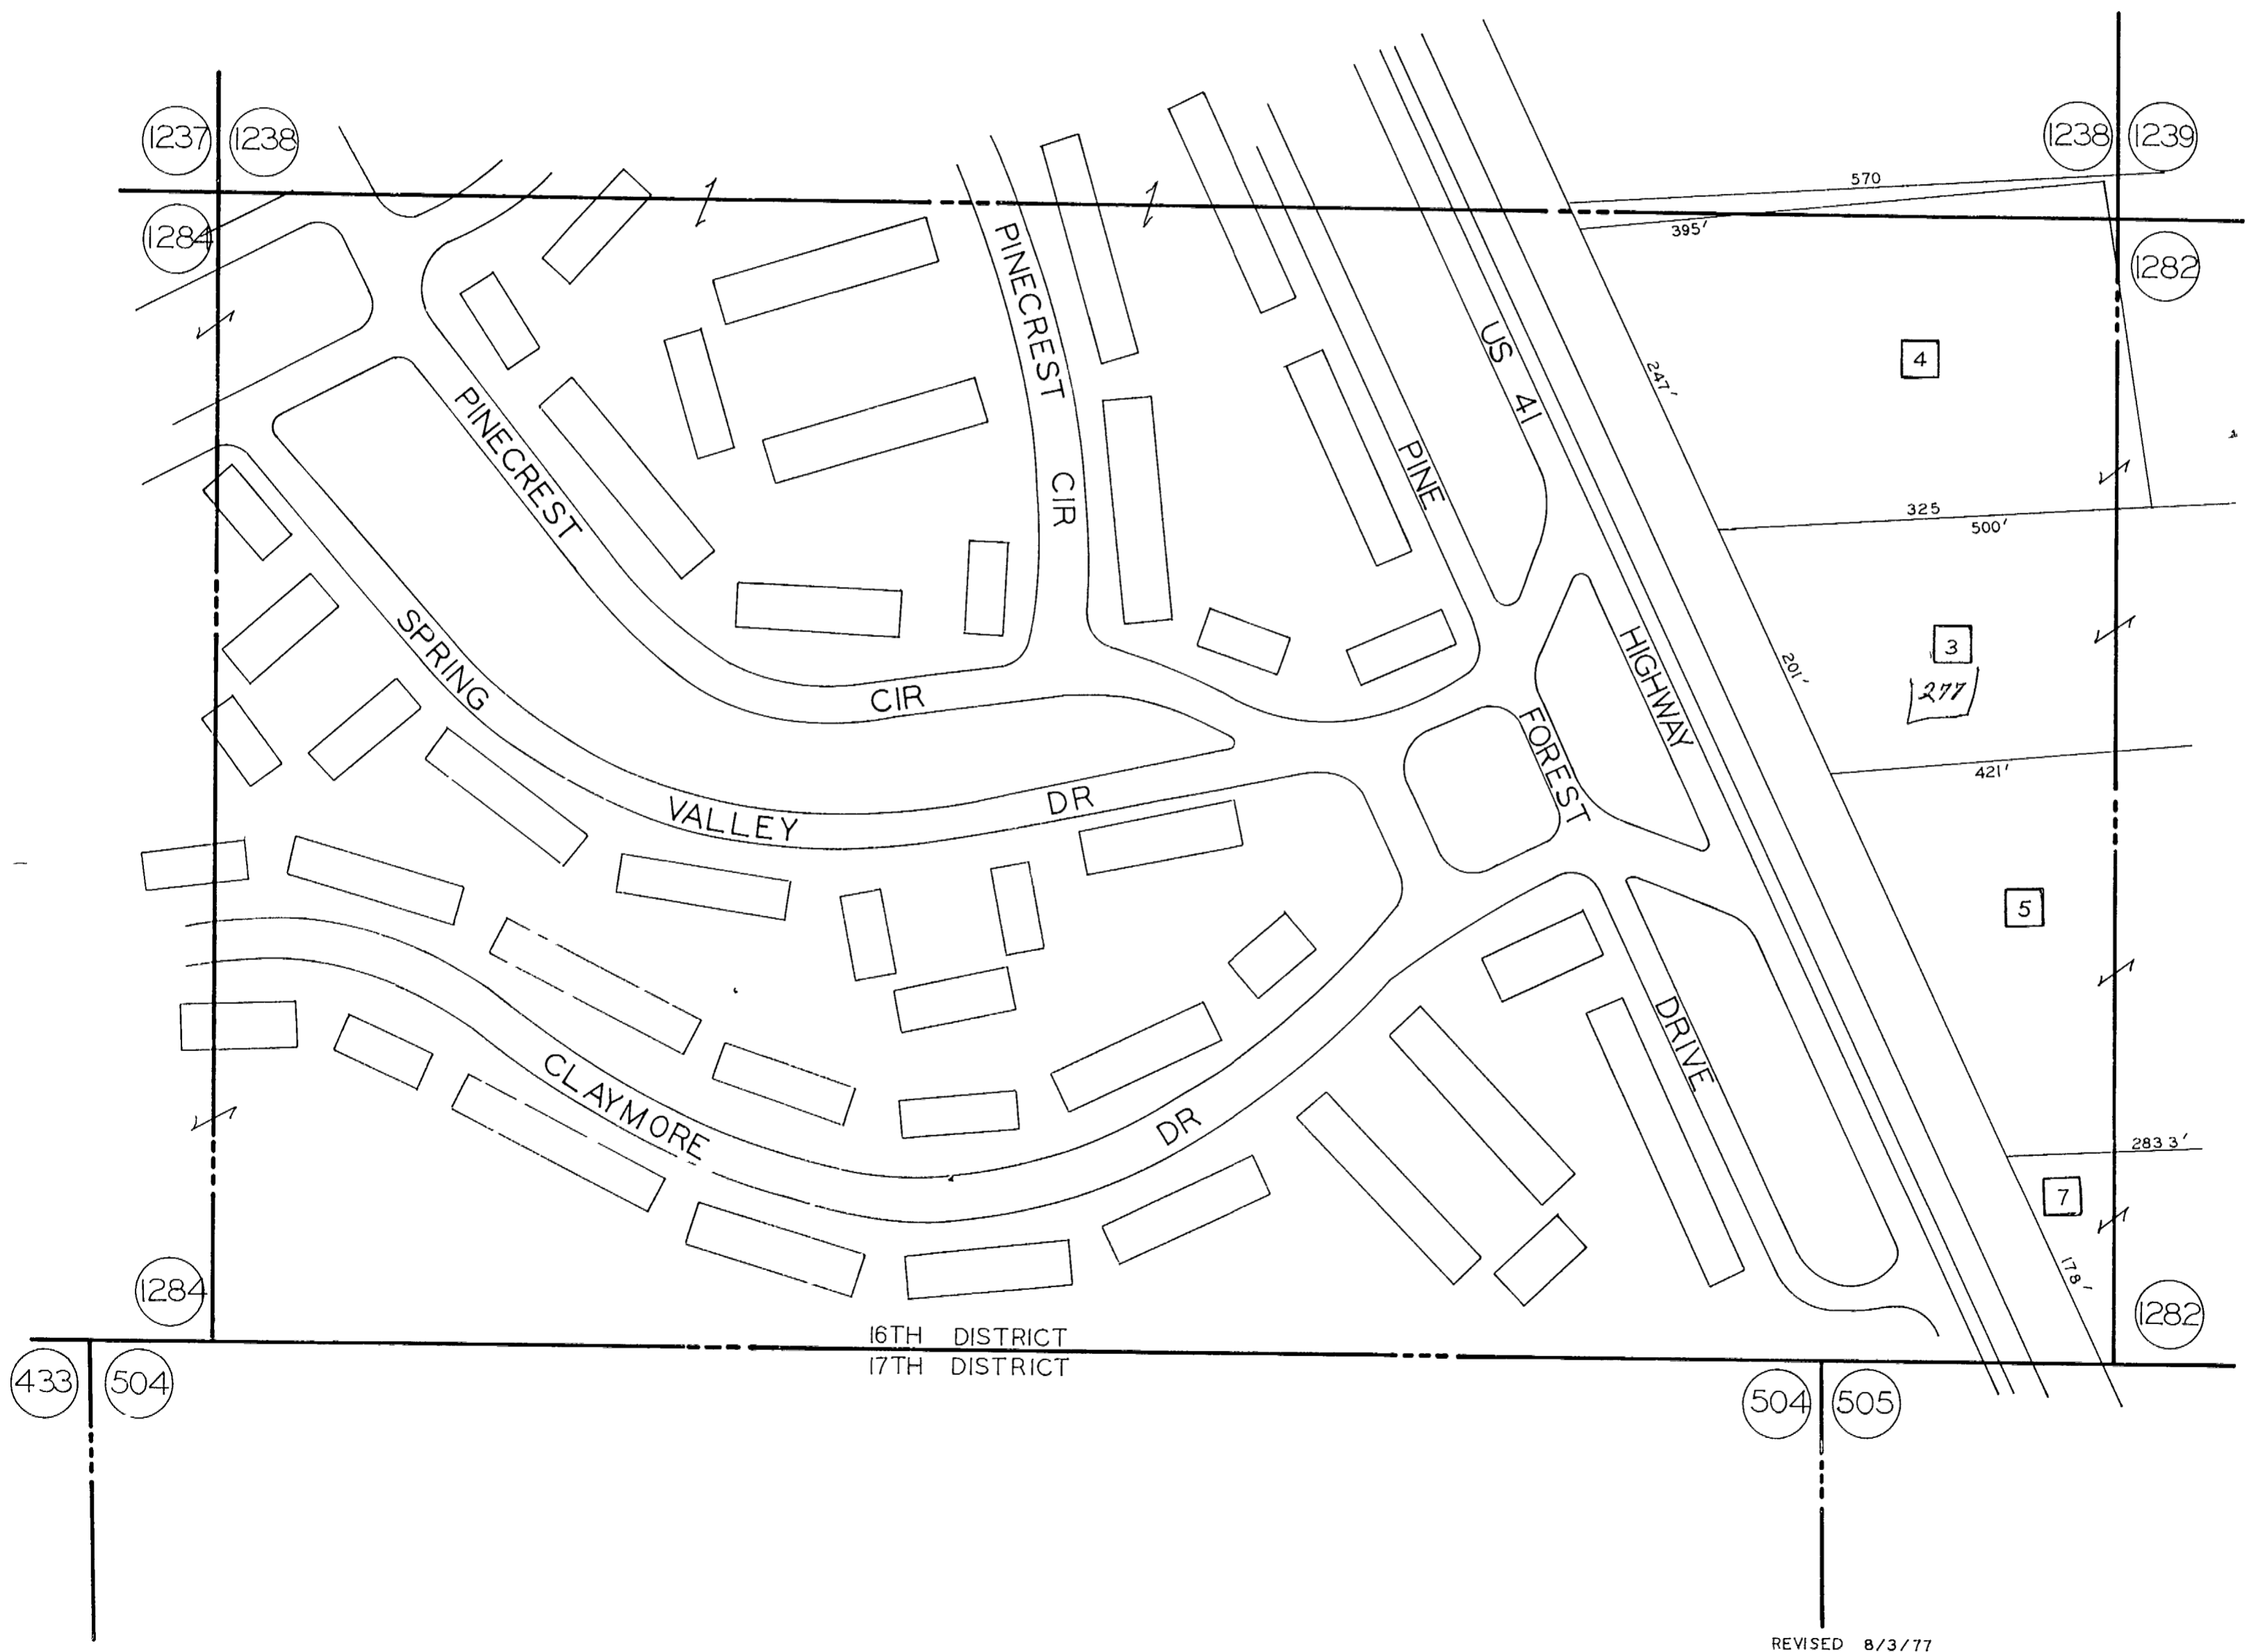 1237
1238
1238
1239
570
395'
1284
1282
PINECREST
CIR
US 41
247'
4
PINECREST
CIR
PINE
325
500'
SPRING
VALLEY
DR
FOREST
HIGHWAY
201'
3
277
421'
5
CLAYMORE
DR
DRIVE
283 3'
7
178'
1284
1282
16TH DISTRICT
17TH DISTRICT
433
504
504
505
REVISED 8/3/77